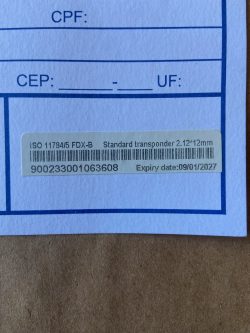 CPF:
CEP: ______-___ UF:
ISO 11784/5 FDX-B Standard transponder 2.12*12mm
900233001063608 Expiry date:09/01/2027